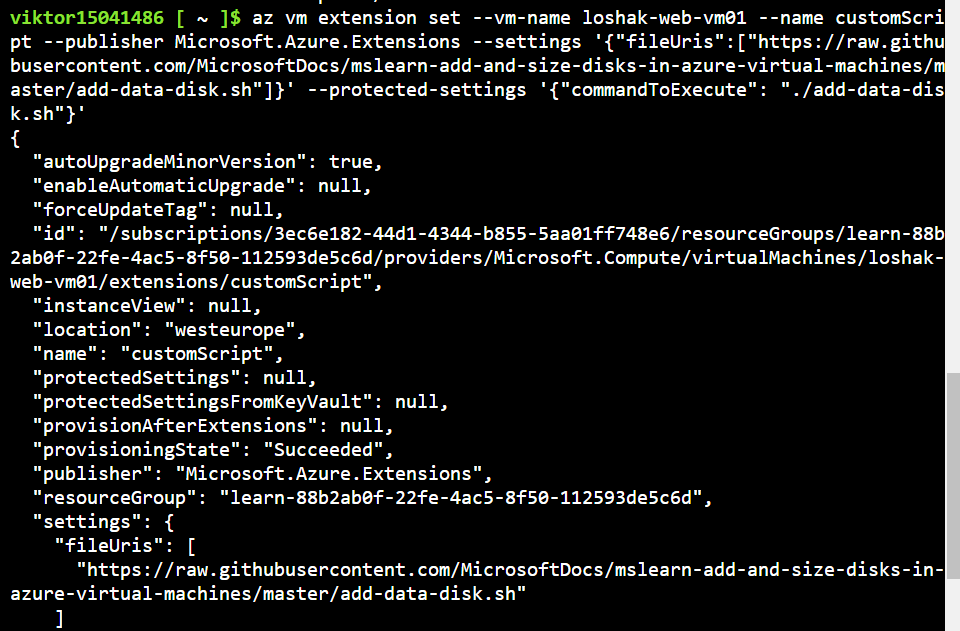 viktor15041486 [ ~ ]$ az vm extension set --vm-name loshak-web-vm01 --name customScri
pt --publisher Microsoft.Azure.Extensions --settings '{"fileUris":["https://raw.githu
busercontent.com/MicrosoftDocs/mslearn-add-and-size-disks-in-azure-virtual-machines/m
aster/add-data-disk.sh"]}' --protected-settings '{"commandToExecute": "./add-data-dis
k.sh"}'
{
  "autoUpgradeMinorVersion": true,
  "enableAutomaticUpgrade": null,
  "forceUpdateTag": null,
  "id": "/subscriptions/3ec6e182-44d1-4344-b855-5aa01ff748e6/resourceGroups/learn-88b
2ab0f-22fe-4ac5-8f50-112593de5c6d/providers/Microsoft.Compute/virtualMachines/loshak-
web-vm01/extensions/customScript",
  "instanceView": null,
  "location": "westeurope",
  "name": "customScript",
  "protectedSettings": null,
  "protectedSettingsFromKeyVault": null,
  "provisionAfterExtensions": null,
  "provisioningState": "Succeeded",
  "publisher": "Microsoft.Azure.Extensions",
  "resourceGroup": "learn-88b2ab0f-22fe-4ac5-8f50-112593de5c6d",
  "settings": {
    "fileUris": [
      "https://raw.githubusercontent.com/MicrosoftDocs/mslearn-add-and-size-disks-in-
azure-virtual-machines/master/add-data-disk.sh"
    ]